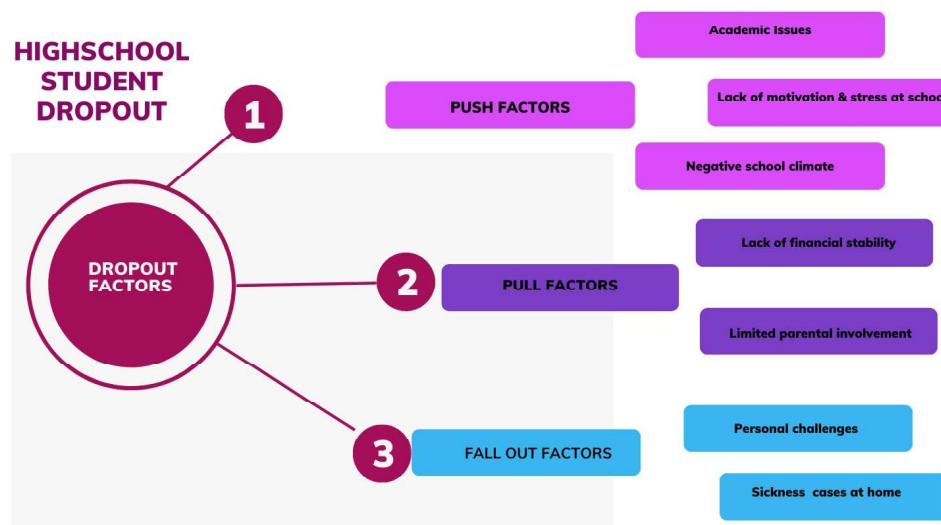 HIGHSCHOOL
STUDENT
DROPOUT
1
PUSH FACTORS
Academic Issues
Lack of motivation & stress at school
Negative school climate
DROPOUT
FACTORS
2
PULL FACTORS
Lack of financial stability
Limited parental involvement
3
FALL OUT FACTORS
Personal challenges
Sickness cases at home